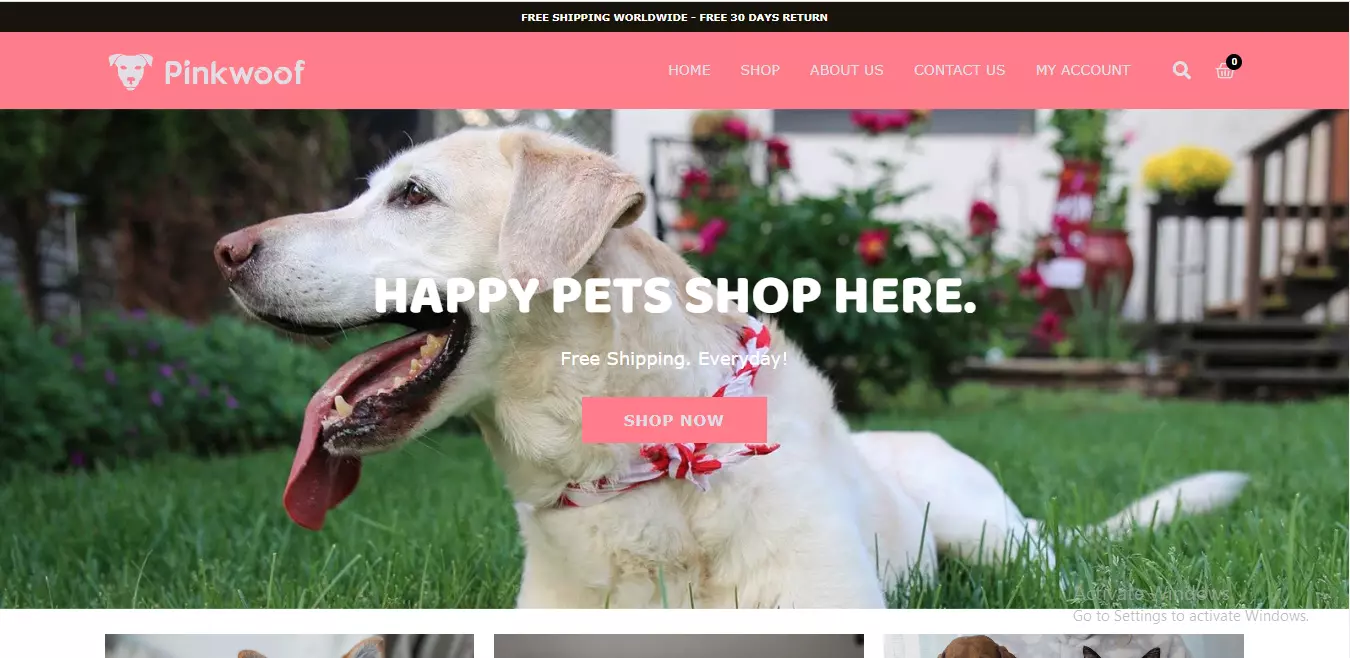 FREE SHIPPING WORLDWIDE - FREE 30 DAYS RETURN
Pinkwoof
HOME SHOP ABOUT US CONTACT US MY ACCOUNT 0
HAPPY PETS SHOP HERE.
Free Shipping. Everyday!
SHOP NOW
Activate Windows
Go to Settings to activate Windows.